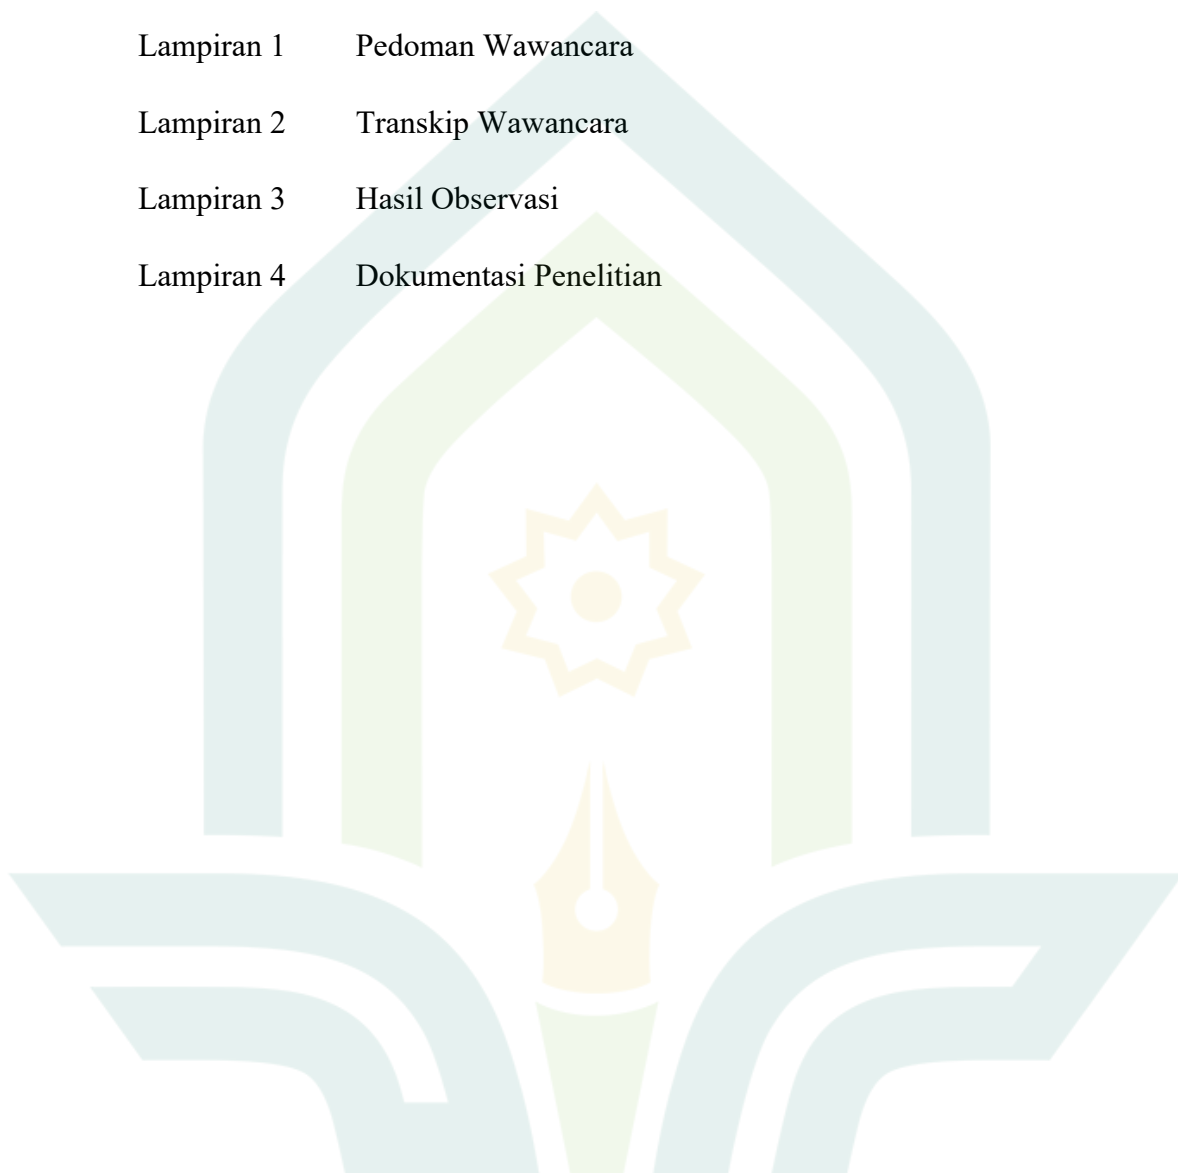 Lampiran 1 Pedoman Wawancara
Lampiran 2 Transkip Wawancara
Lampiran 3 Hasil Observasi
Lampiran 4 Dokumentasi Penelitian